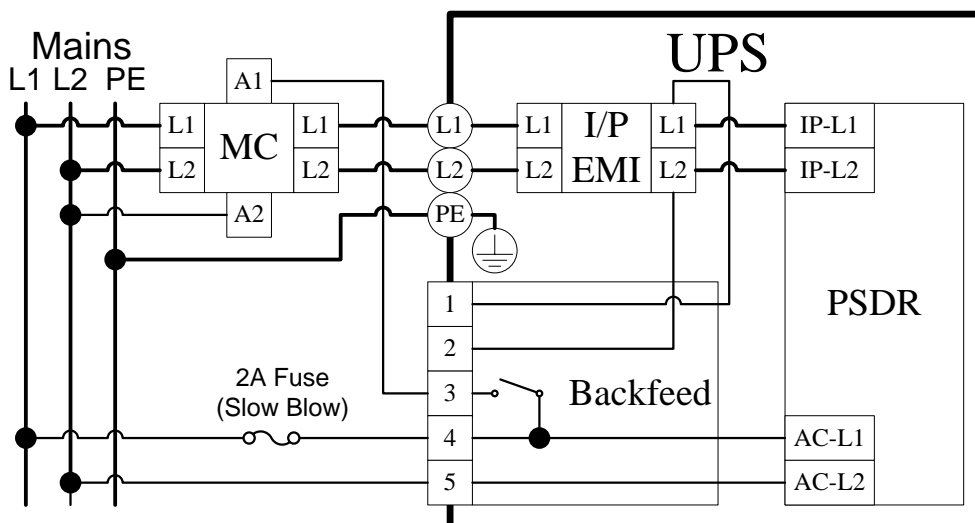 UPS
Mains
L1 L2 PE
A1
L1 MC L1
L2 L2
A2
L1
L2
PE
L1 I/P L1
L2 EMI L2
IP-L1
IP-L2
PSDR
1
2
3
4
5
Backfeed
2A Fuse
(Slow Blow)
AC-L1
AC-L2